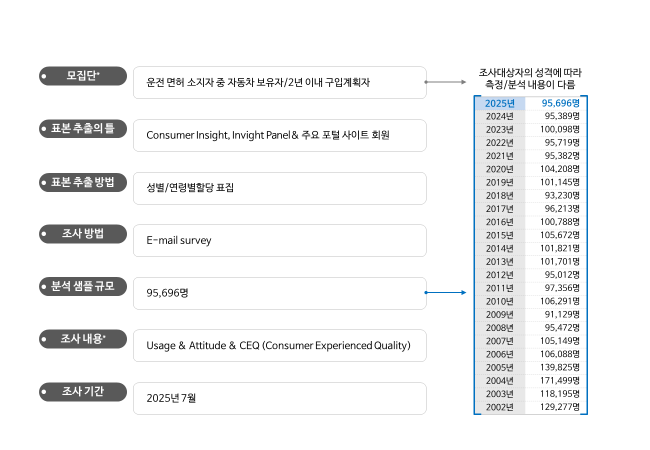 모집단*
운전 면허 소지자 중 자동차 보유자/2년 이내 구입계획자
조사대상자의 성격에 따라
측정/분석 내용이 다름
표본 추출의 틀
Consumer Insight, Invight Panel & 주요 포털 사이트 회원
표본 추출 방법
성별/연령별할당 표집
조사 방법
E-mail survey
분석 샘플 규모
95,696명
조사 내용*
Usage & Attitude & CEQ (Consumer Experienced Quality)
조사 기간
2025년 7월
2025년 95,696명
2024년 95,389명
2023년 100,098명
2022년 95,719명
2021년 95,382명
2020년 104,208명
2019년 101,145명
2018년 93,230명
2017년 96,213명
2016년 100,788명
2015년 105,672명
2014년 101,821명
2013년 101,701명
2012년 95,012명
2011년 97,356명
2010년 106,291명
2009년 91,129명
2008년 95,472명
2007년 105,149명
2006년 106,088명
2005년 139,825명
2004년 171,499명
2003년 118,195명
2002년 129,277명